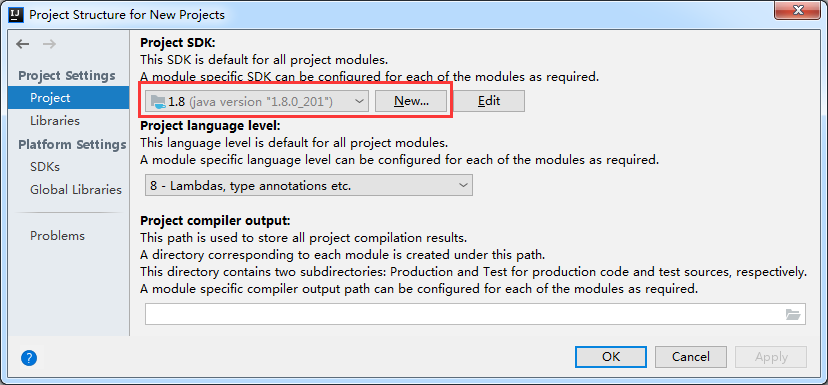 IJ
Project Structure for New Projects
Project Settings
Project
Libraries
Platform Settings
SDKs
Global Libraries
Problems
Project SDK:
This SDK is default for all project modules.
A module specific SDK can be configured for each of the modules as required.
1.8 (java version "1.8.0_201")
New...
Edit
Project language level:
This language level is default for all project modules.
A module specific language level can be configured for each of the modules as required.
8 - Lambdas, type annotations etc.
Project compiler output:
This path is used to store all project compilation results.
A directory corresponding to each module is created under this path.
This directory contains two subdirectories: Production and Test for production code and test sources, respectively.
A module specific compiler output path can be configured for each of the modules as required.
?
OK
Cancel
Apply